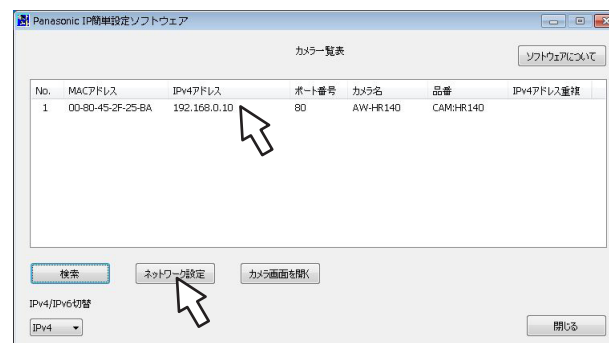 Panasonic IP簡単設定ソフトウェア
カメラ一覧表
ソフトウェアについて
No. MACアドレス IPv4アドレス ポート番号 カメラ名 品番 IPv4アドレス重複
1 00-80-45-2F-25-BA 192.168.0.10 80 AW-HR140 CAM:HR140
検索 ネットワーク設定 カメラ画面を開く
IPv4/IPv6切替
IPv4 閉じる